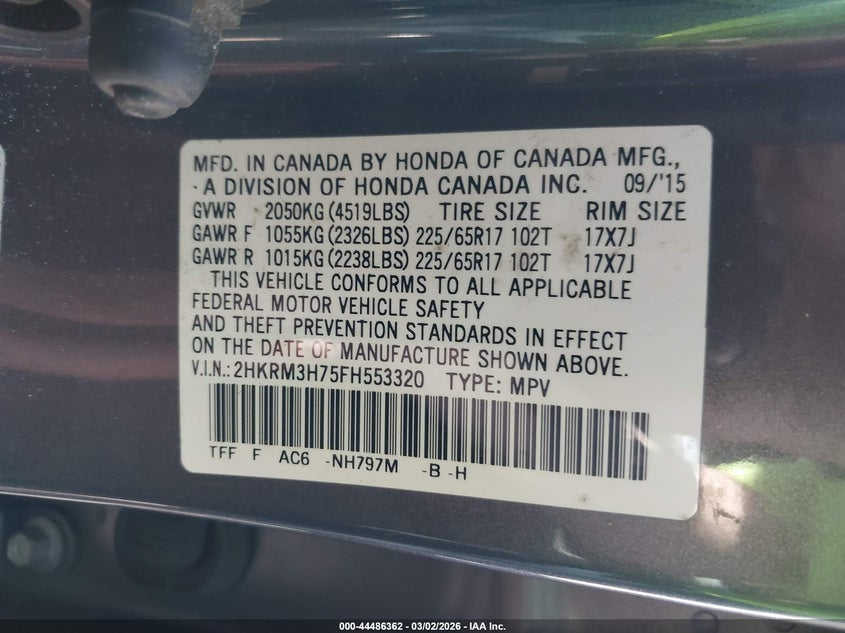 MFD. IN CANADA BY HONDA OF CANADA MFG.,
A DIVISION OF HONDA CANADA INC. 09/'15
GVWR 2050KG (4519LBS) TIRE SIZE RIM SIZE
GAWR F 1055KG (2326LBS) 225/65R17 102T 17X7J
GAWR R 1015KG (2238LBS) 225/65R17 102T 17X7J
THIS VEHICLE CONFORMS TO ALL APPLICABLE
FEDERAL MOTOR VEHICLE SAFETY
AND THEFT PREVENTION STANDARDS IN EFFECT
ON THE DATE OF MANUFACTURE SHOWN ABOVE.
V.I.N.: 2HKRM3H75FH553320 TYPE: MPV
TFF F AC6 -NH797M -B -H
000-44486362 - 03/02/2026 - IAA Inc.